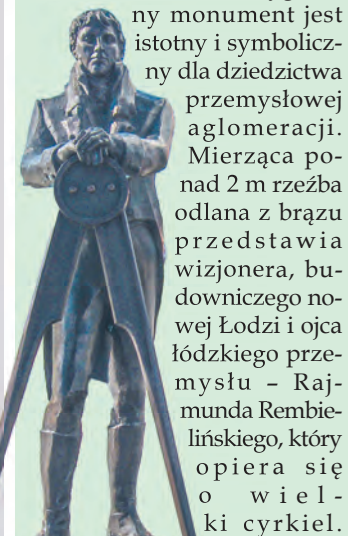 ny monument jest
istotny i symbolicz-
ny dla dziedzictwa
przemysłowej
aglomeracji.
Mierząca po-
nad 2 m rzeźba
odlana z brązu
przedstawia
wizjonera, bu-
downiczego no-
wej Łodzi i ojca
łódzkiego prze-
mysłu – Raj-
munda Rembie-
lińskiego, który
opiera się
o wiel-
ki cyrkiel.